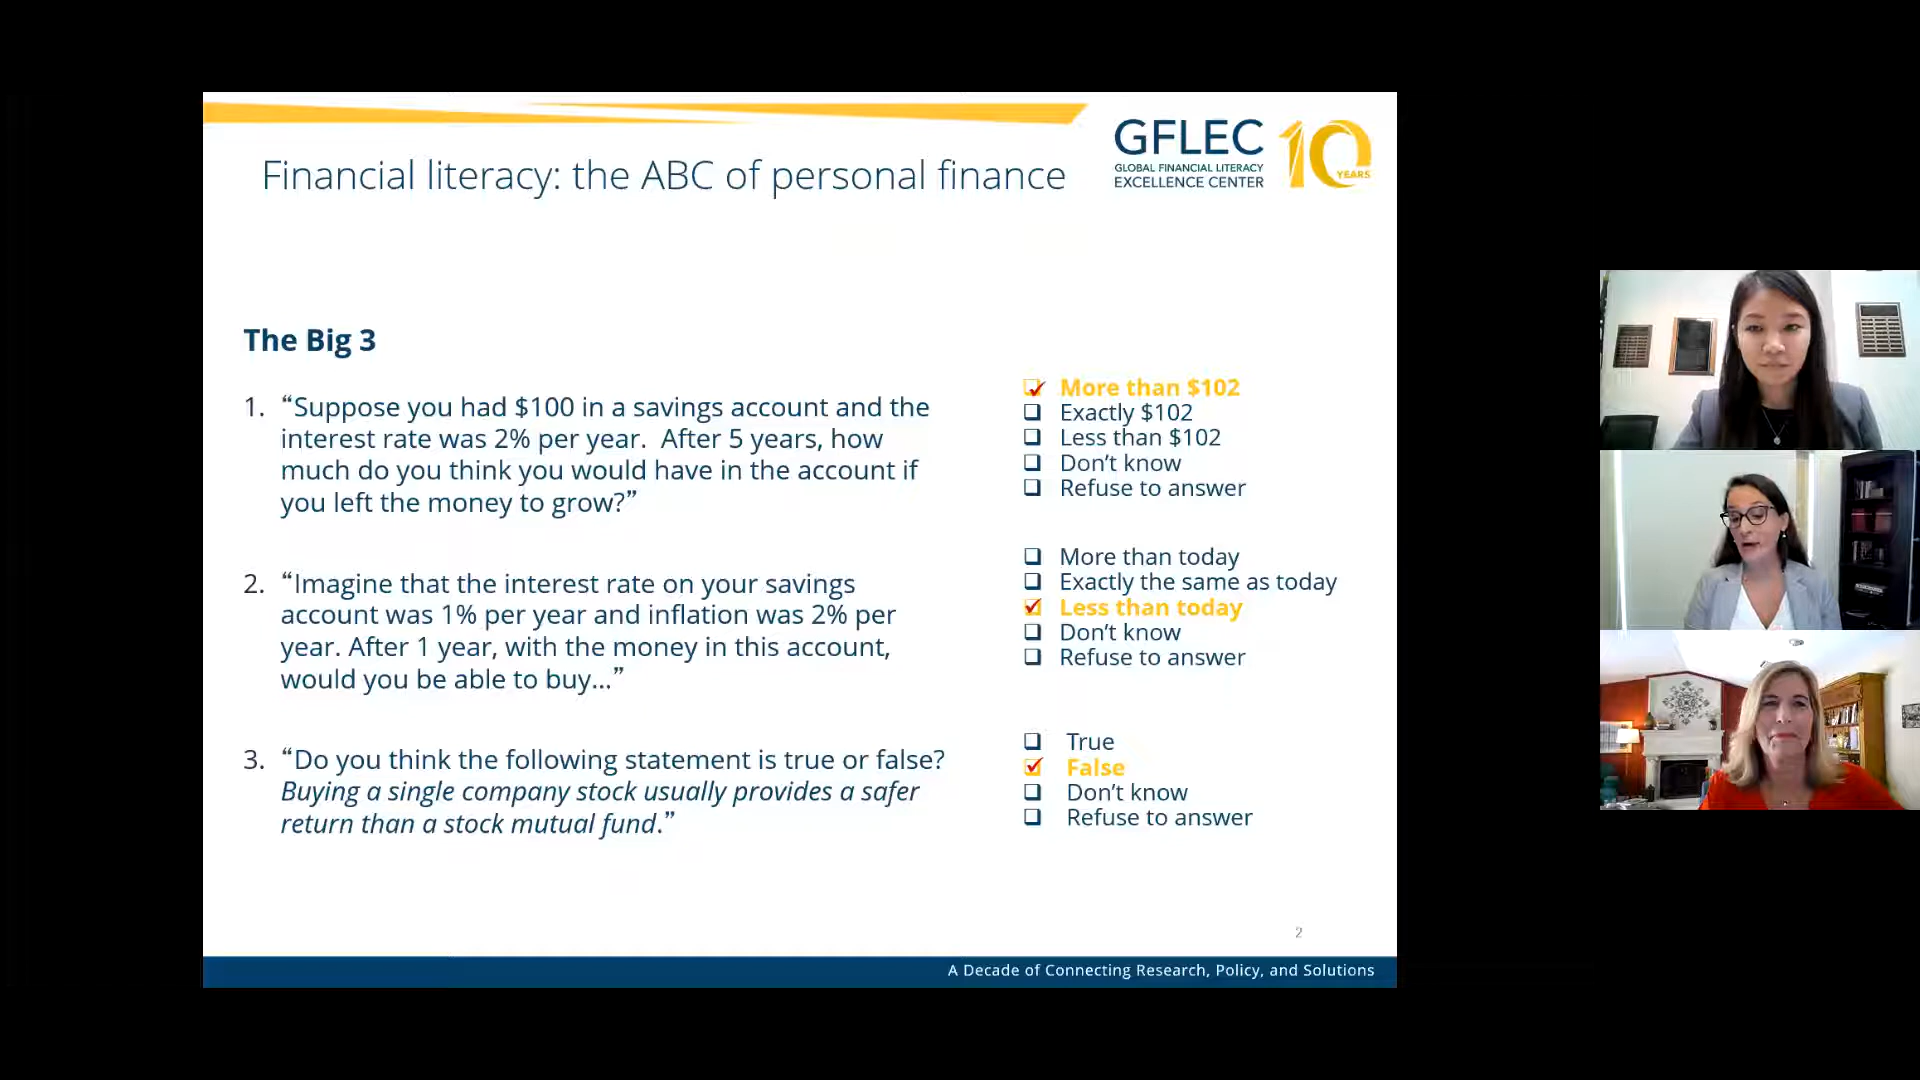 Financial literacy: the ABC of personal finance
GFLEC
GLOBAL FINANCIAL LITERACY
EXCELLENCE CENTER
10
YEARS
The Big 3
1. “Suppose you had $100 in a savings account and the
interest rate was 2% per year. After 5 years, how
much do you think you would have in the account if
you left the money to grow?”
More than $102
Exactly $102
Less than $102
Don’t know
Refuse to answer
2. “Imagine that the interest rate on your savings
account was 1% per year and inflation was 2% per
year. After 1 year, with the money in this account,
would you be able to buy…”
More than today
Exactly the same as today
Less than today
Don’t know
Refuse to answer
3. “Do you think the following statement is true or false?
Buying a single company stock usually provides a safer
return than a stock mutual fund.”
True
False
Don’t know
Refuse to answer
2
A Decade of Connecting Research, Policy, and Solutions